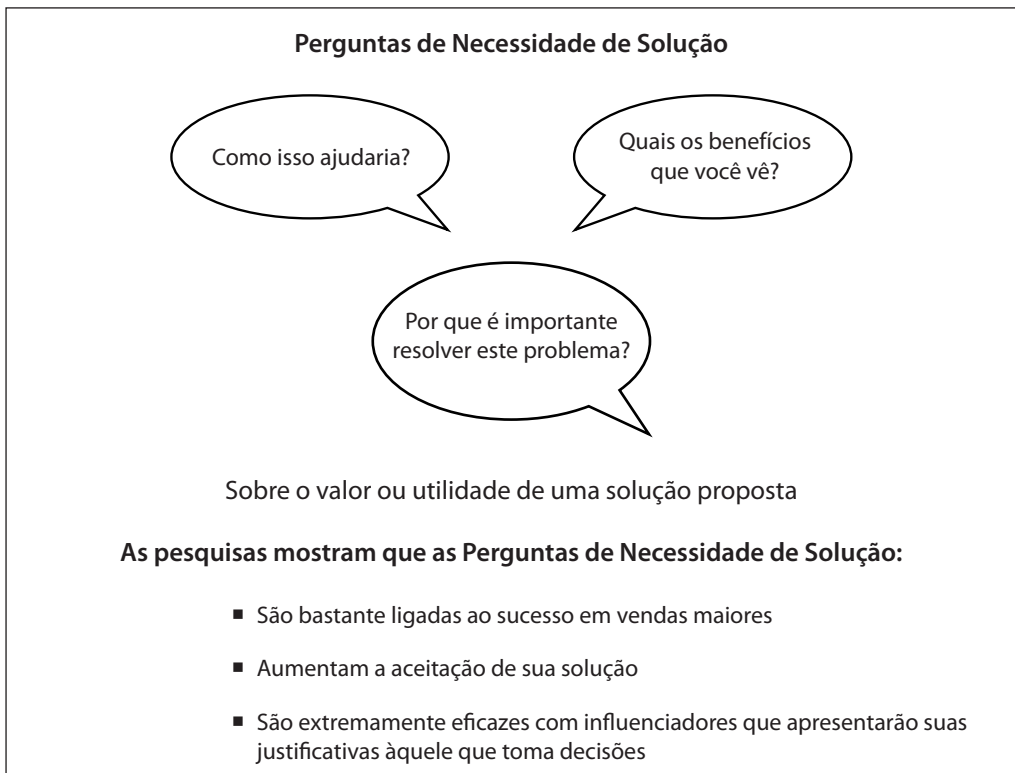 Perguntas de Necessidade de Solução
Como isso ajudaria?
Quais os benefícios
que você vê?
Por que é importante
resolver este problema?
Sobre o valor ou utilidade de uma solução proposta
As pesquisas mostram que as Perguntas de Necessidade de Solução:
▪ São bastante ligadas ao sucesso em vendas maiores
▪ Aumentam a aceitação de sua solução
▪ São extremamente eficazes com influenciadores que apresentarão suas
justificativas àquele que toma decisões